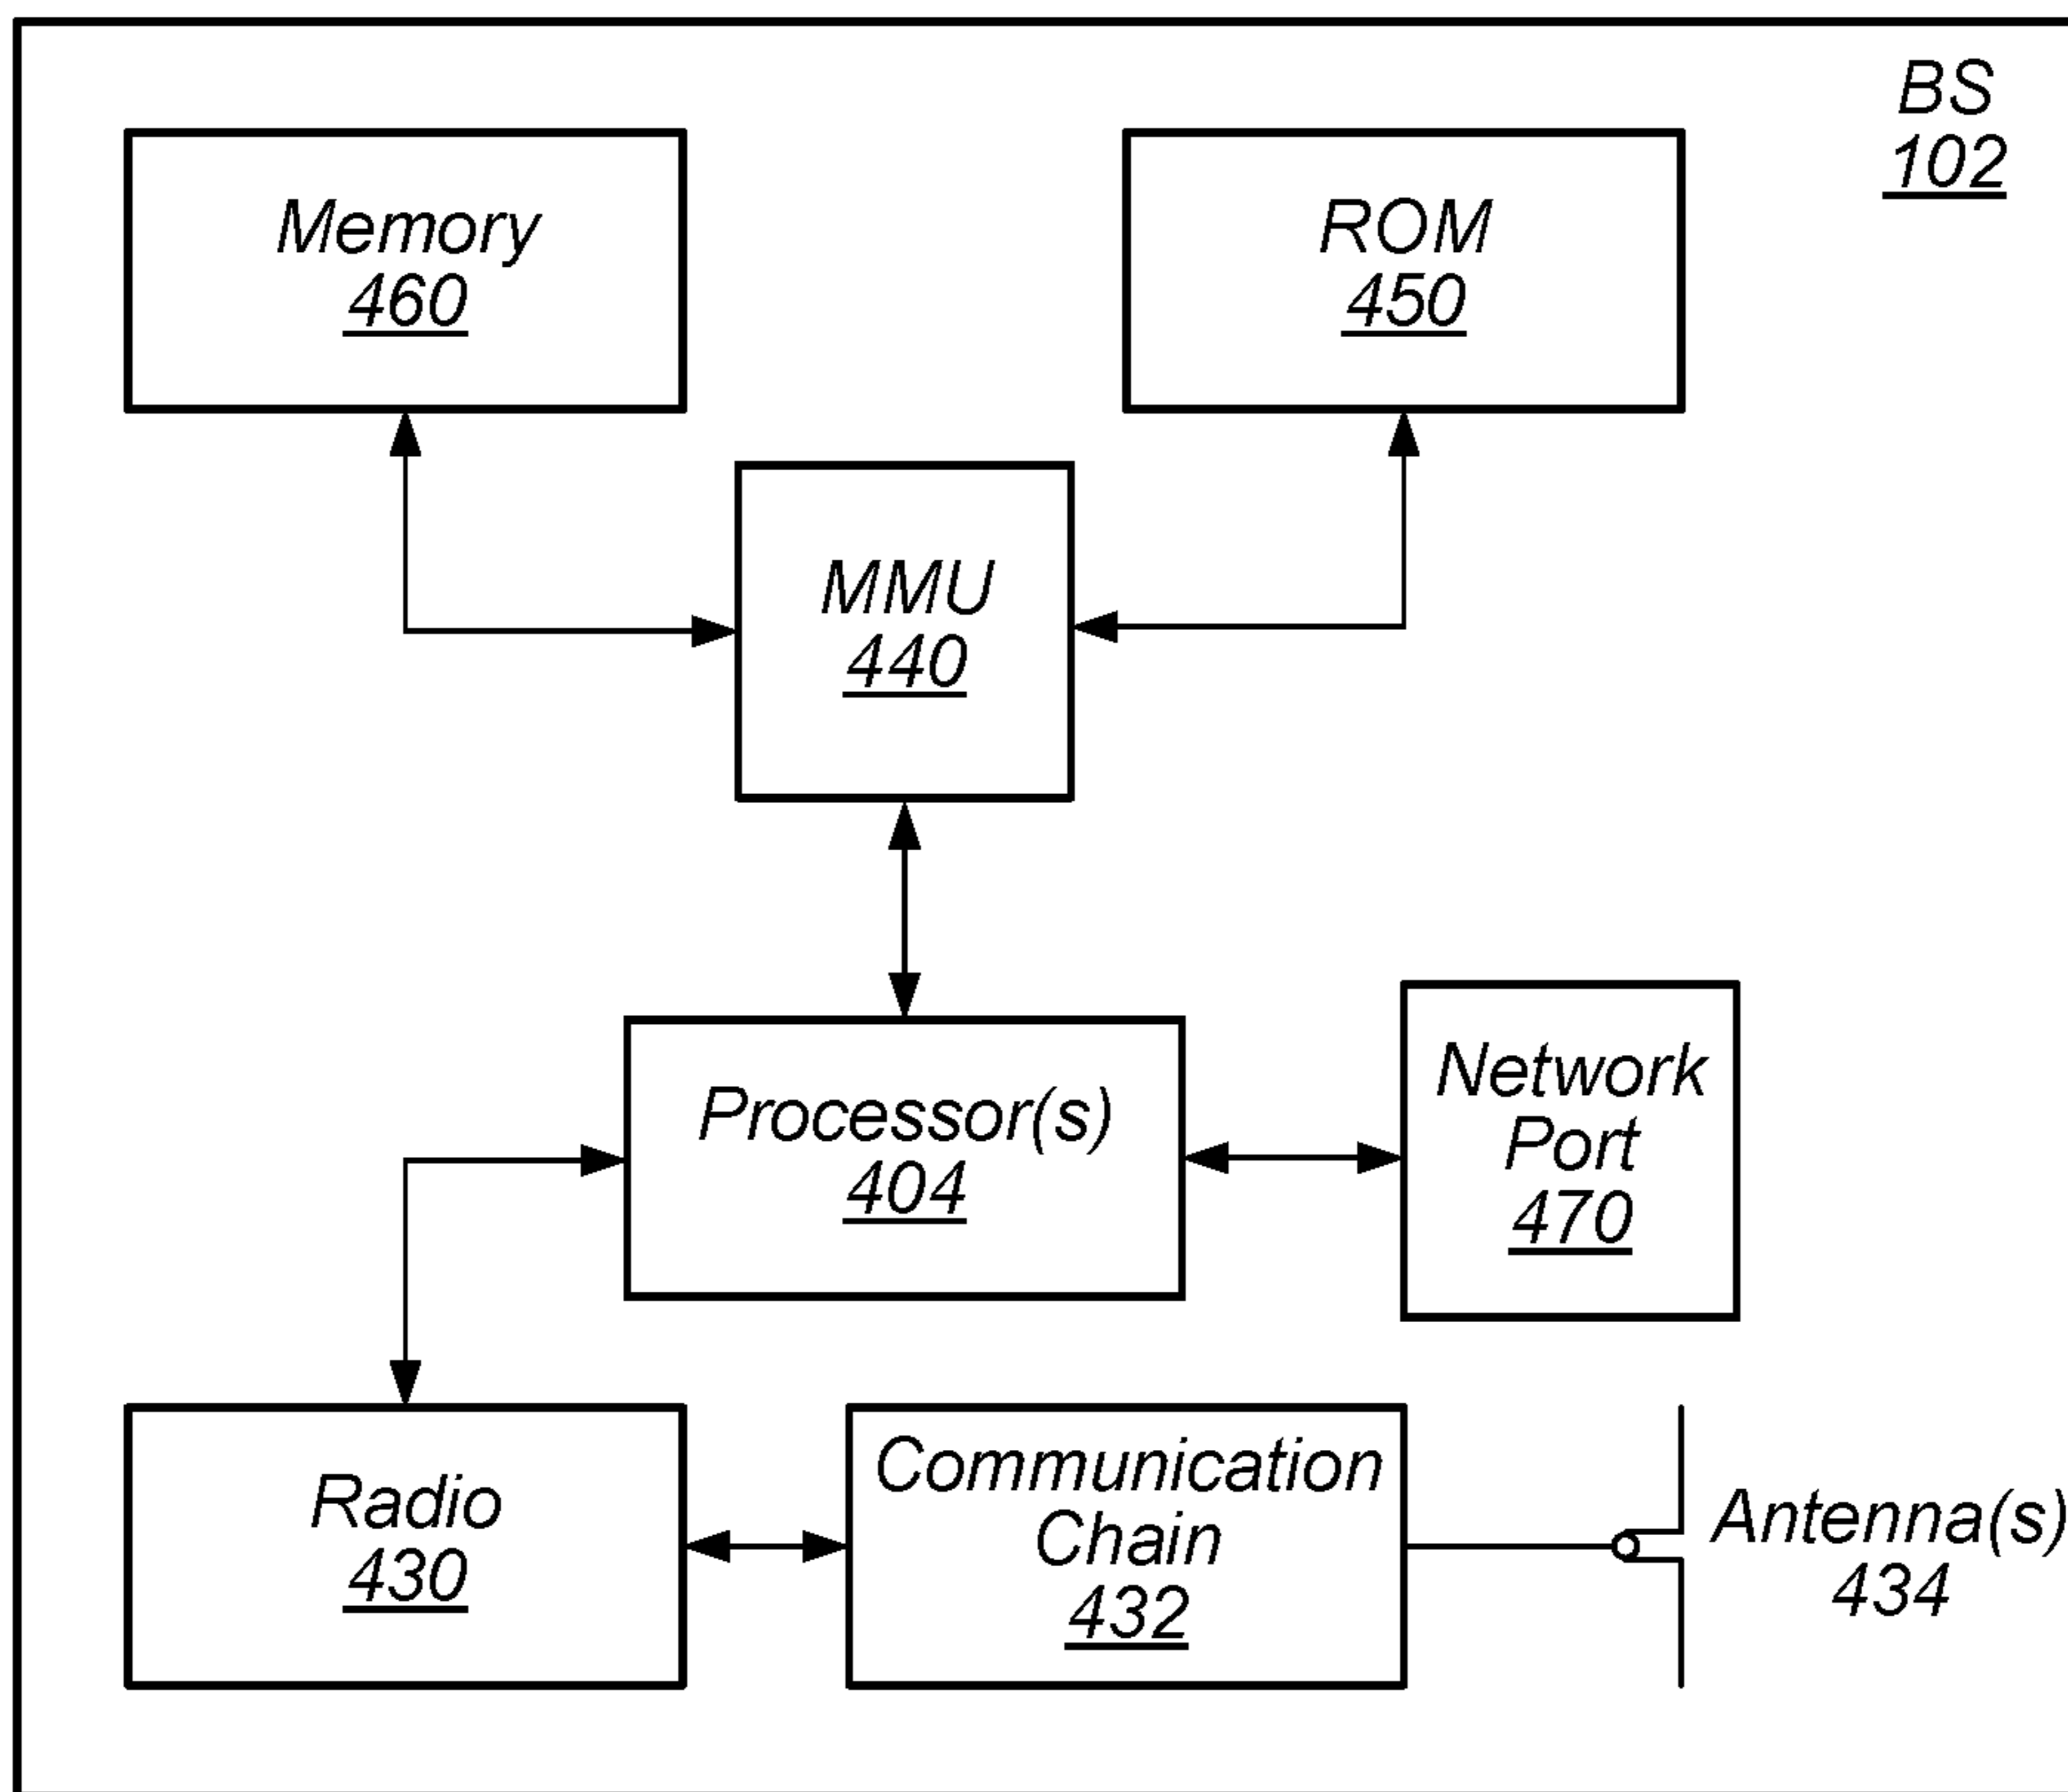 BS
102
Memory
460
ROM
450
MMU
440
Processor(s)
404
Network
Port
470
Radio
430
Communication
Chain
432
Antenna(s)
434